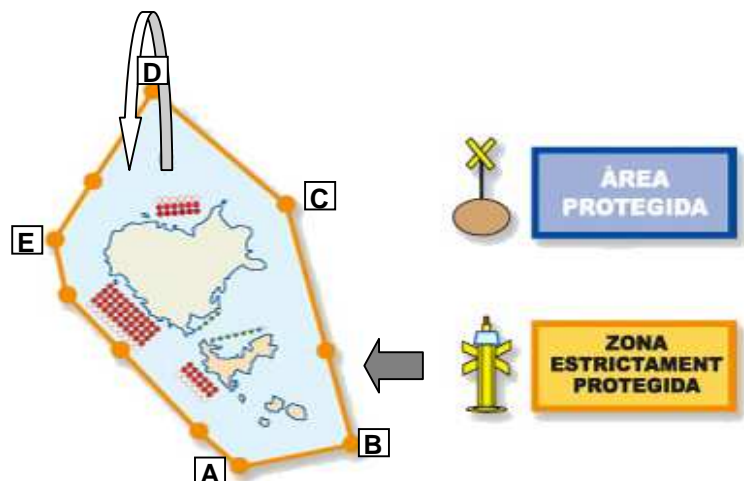 D
C
E
B
A
ÀREA
PROTEGIDA
ZONA
ESTRICTAMENT
PROTEGIDA